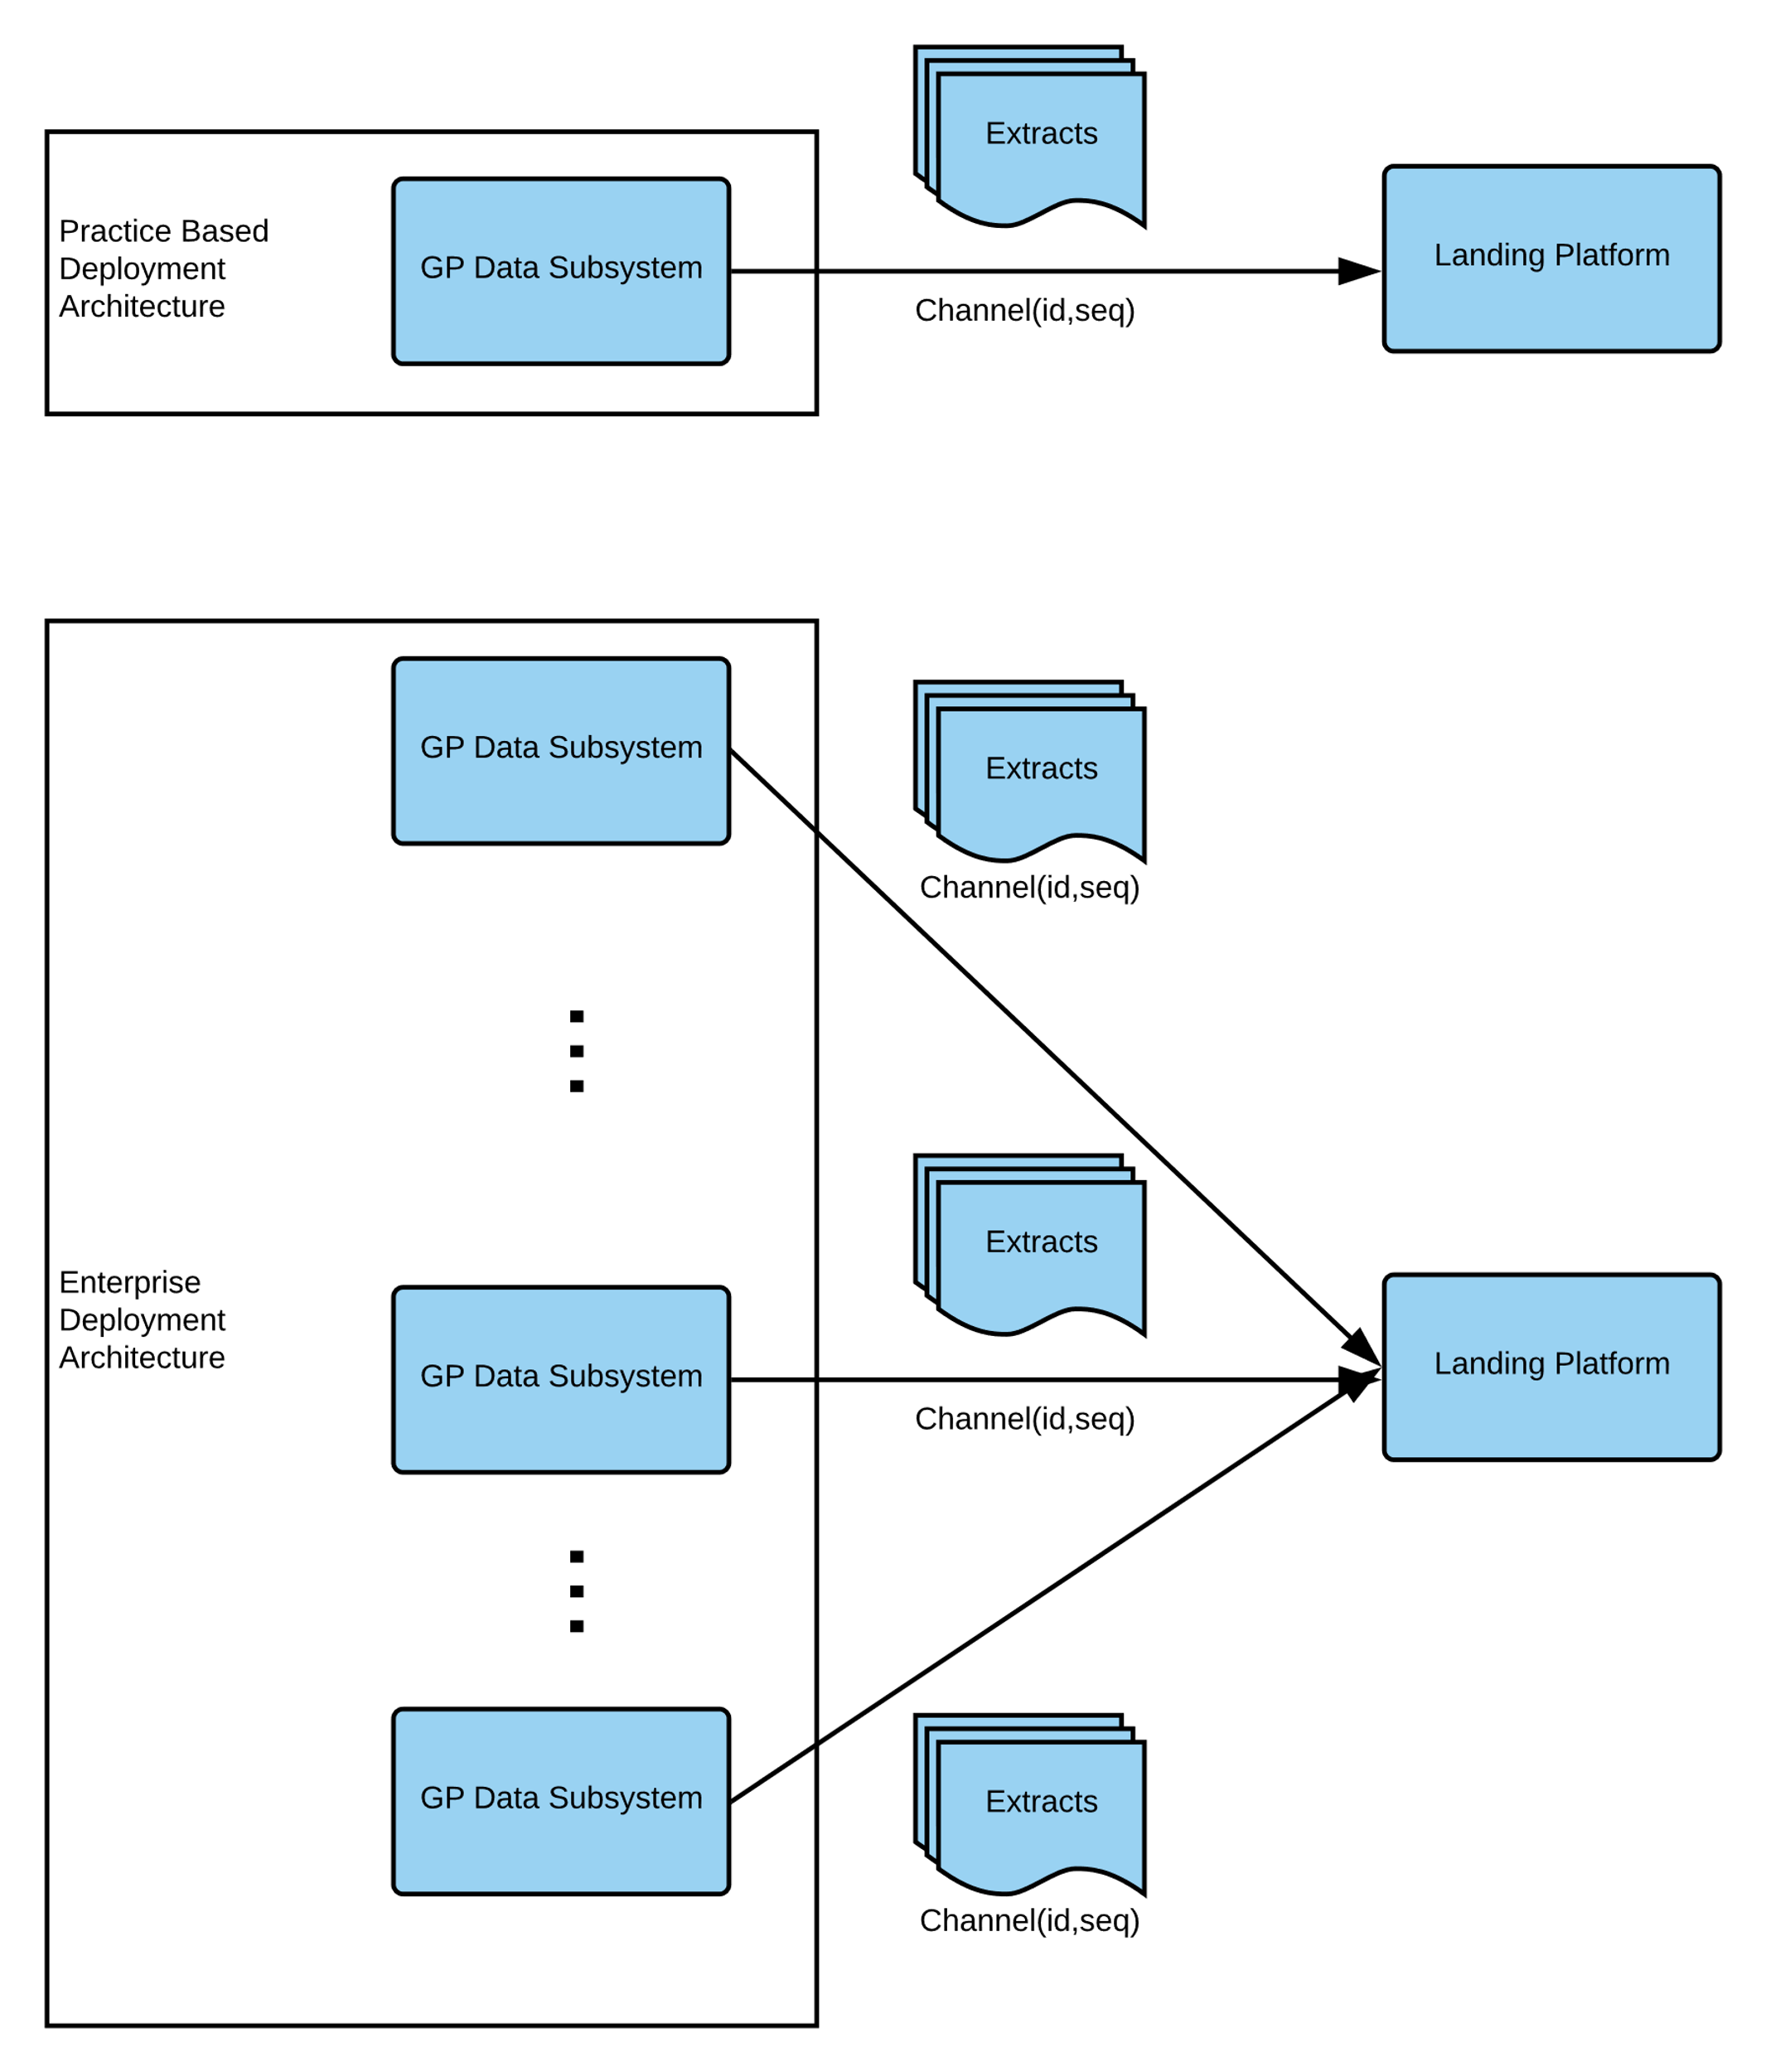 Extracts
Practice Based
Deployment
Architecture
GP Data Subsystem
Landing Platform
Channel(id,seq)
GP Data Subsystem
Extracts
Channel(id,seq)
Extracts
Enterprise
Deployment
Architecture
GP Data Subsystem
Landing Platform
Channel(id,seq)
GP Data Subsystem
Extracts
Channel(id,seq)